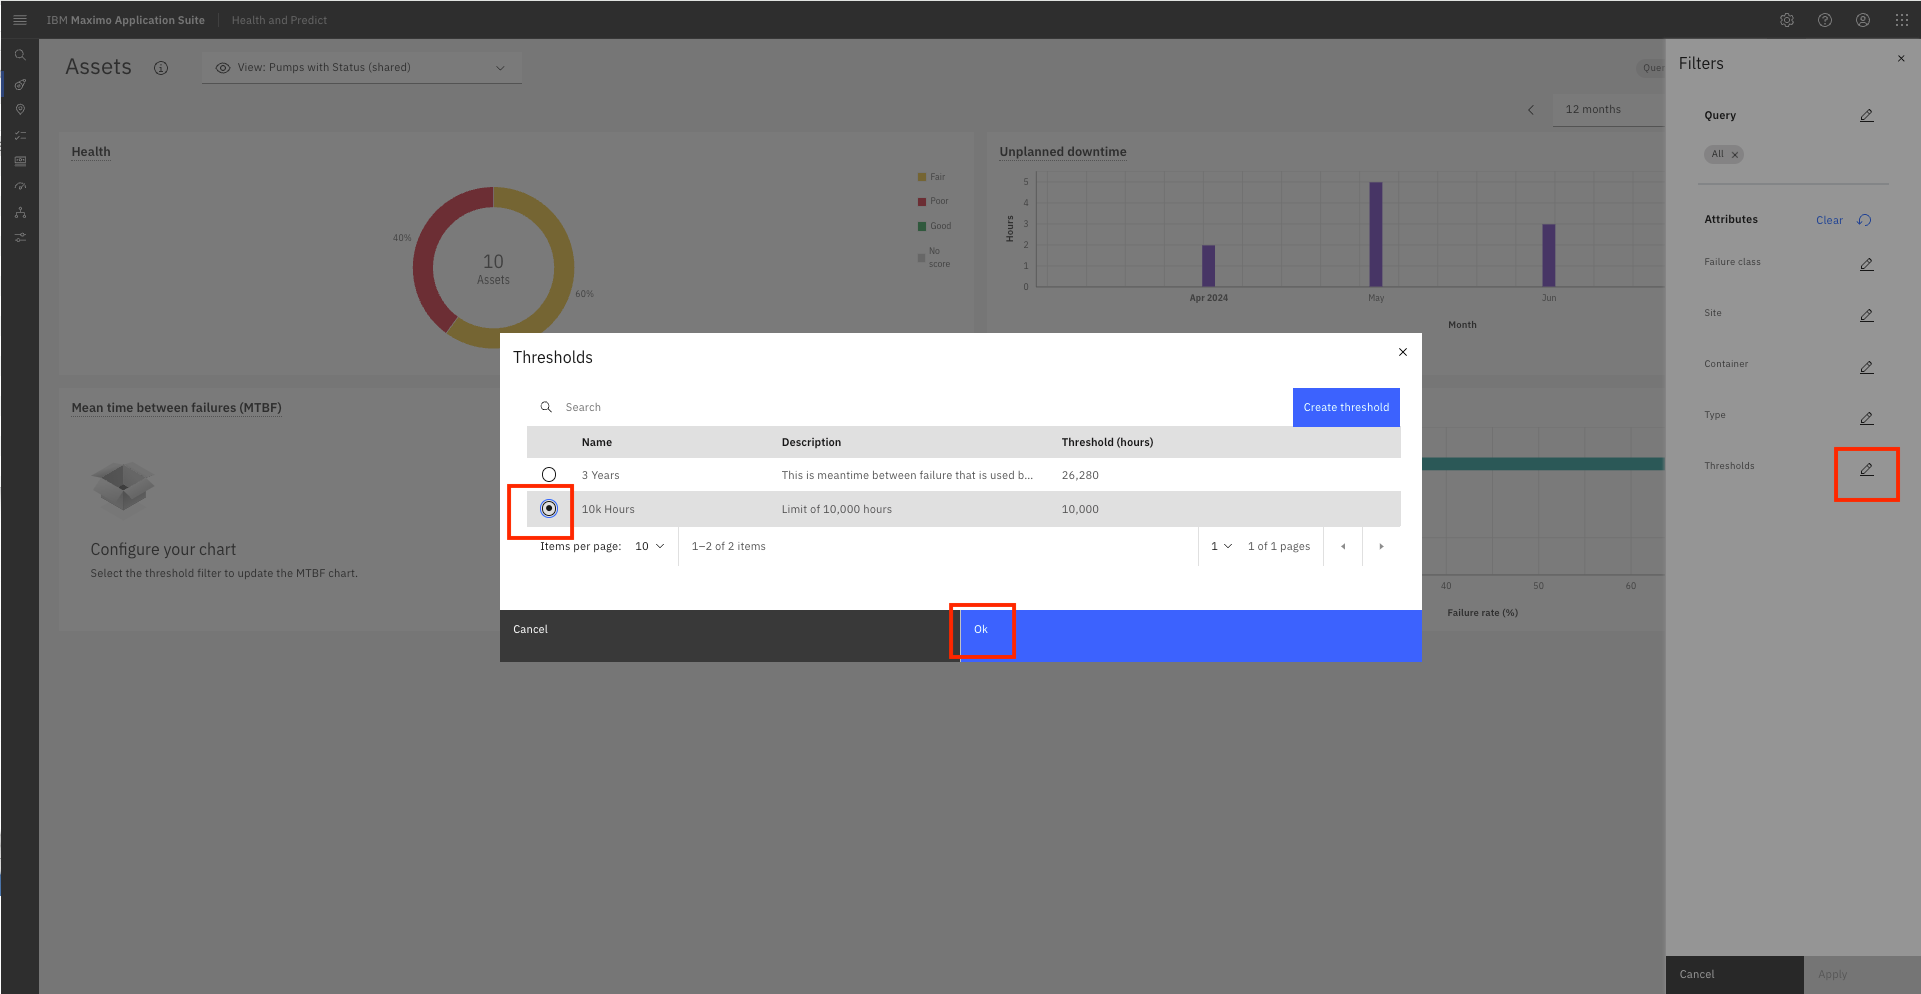 IBM Maximo Application Suite
Health and Predict
Assets
View: Pumps with Status (shared)
12 months
Health
Fair
Poor
Good
No
score
40%
10
Assets
60%
Unplanned downtime
Hours
5
4
3
2
1
0
Apr 2024
May
Jun
Month
Mean time between failures (MTBF)
Configure your chart
Select the threshold filter to update the MTBF chart.
40
50
60
Failure rate (%)
Thresholds
Search
Create threshold
Name Description Threshold (hours)
3 Years This is meantime between failure that is used b... 26,280
10k Hours Limit of 10,000 hours 10,000
Items per page: 10 1–2 of 2 items 1 1 of 1 pages
Cancel
Ok
Filters
Query
All
Attributes Clear
Failure class
Site
Container
Type
Thresholds
Cancel
Apply